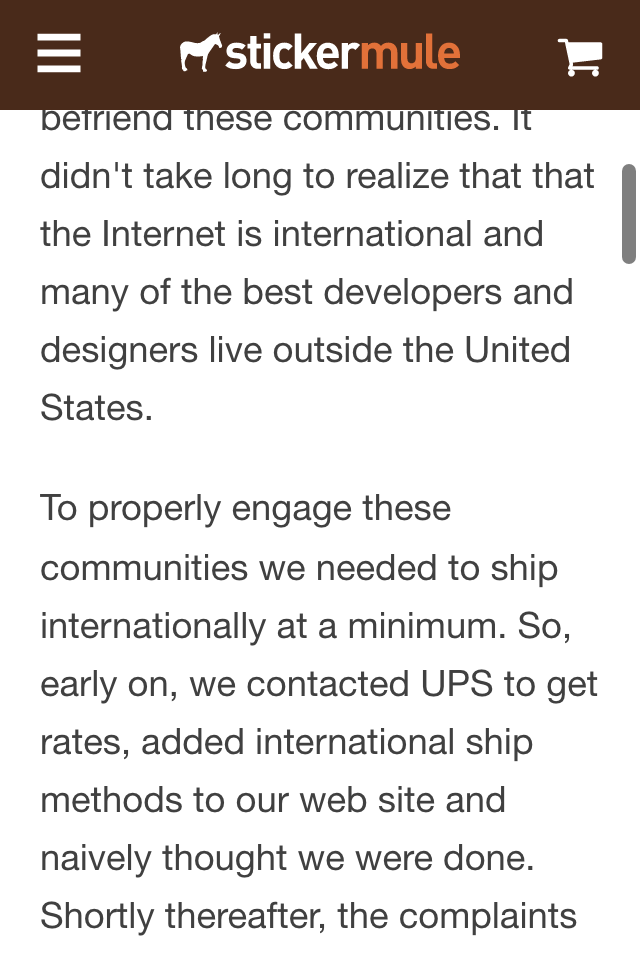 stickermule
befriend these communities. It
didn't take long to realize that that
the Internet is international and
many of the best developers and
designers live outside the United
States.
To properly engage these
communities we needed to ship
internationally at a minimum. So,
early on, we contacted UPS to get
rates, added international ship
methods to our web site and
naively thought we were done.
Shortly thereafter, the complaints